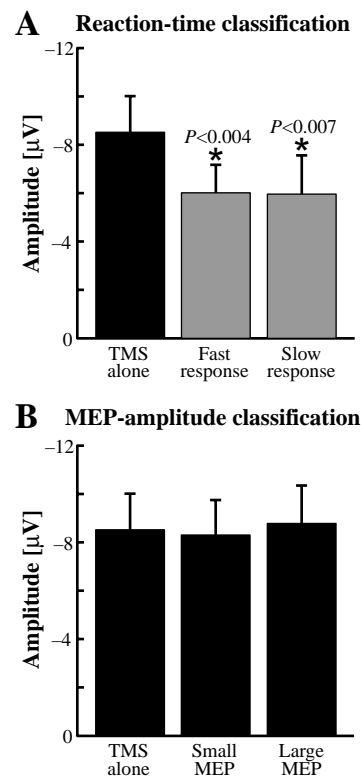 A Reaction-time classification
Amplitude [µV]
–12
–8
–4
0
P<0.004
*
P<0.007
*
TMS
alone
Fast
response
Slow
response
B MEP-amplitude classification
Amplitude [µV]
–12
–8
–4
0
TMS
alone
Small
MEP
Large
MEP